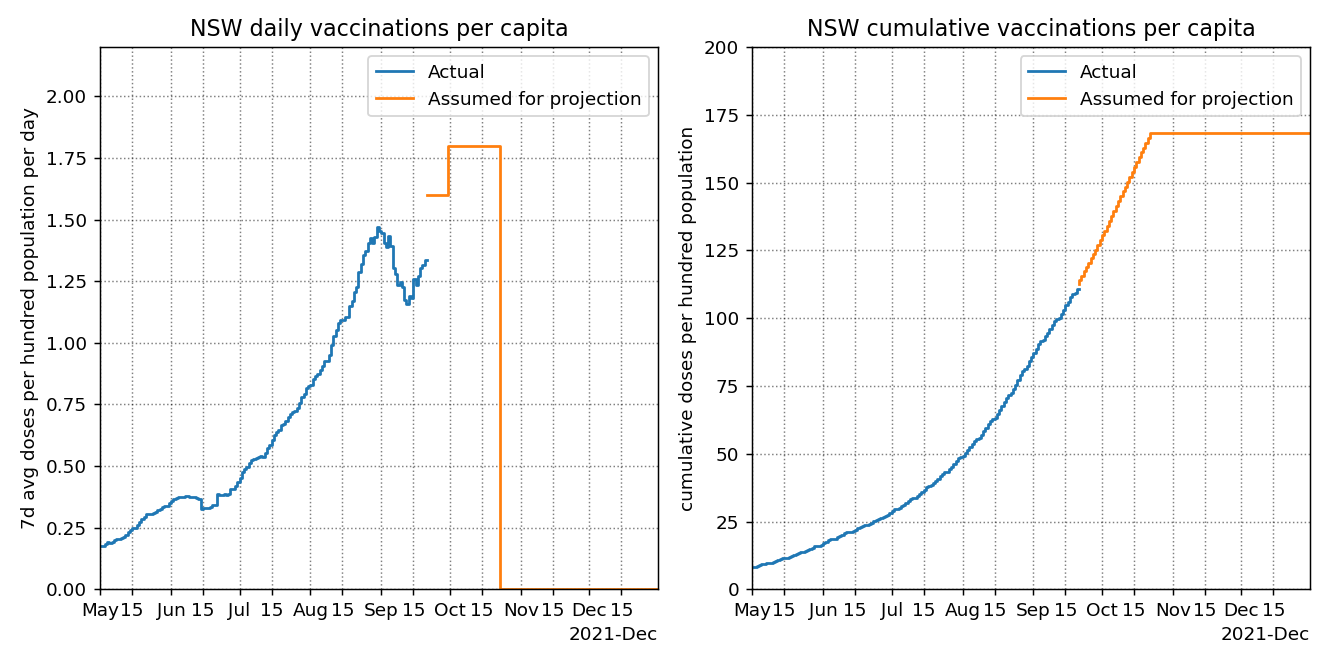 NSW daily vaccinations per capita
Actual
Assumed for projection
7d avg doses per hundred population per day
2.00
1.75
1.50
1.25
1.00
0.75
0.50
0.25
0.00
May 15 Jun 15 Jul 15 Aug 15 Sep 15 Oct 15 Nov 15 Dec 15
2021-Dec
NSW cumulative vaccinations per capita
Actual
Assumed for projection
cumulative doses per hundred population
200
175
150
125
100
75
50
25
0
May 15 Jun 15 Jul 15 Aug 15 Sep 15 Oct 15 Nov 15 Dec 15
2021-Dec